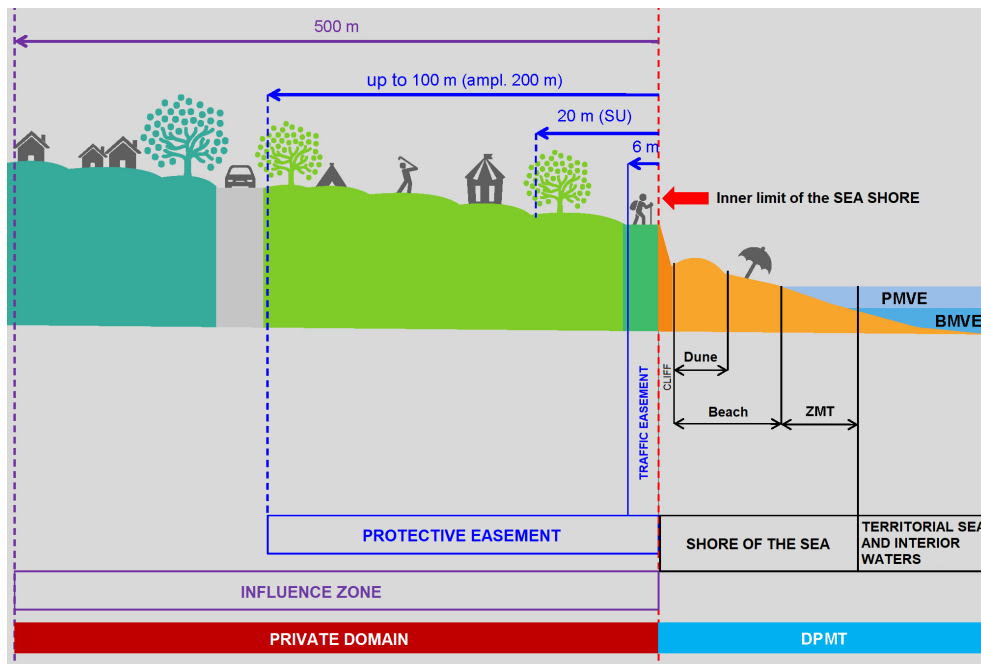 500 m
up to 100 m (ampl. 200 m)
20 m (SU)
6 m
Inner limit of the SEA SHORE
PMVE
BMVE
CLIFF
Dune
Beach
ZMT
TRAFFIC EASEMENT
PROTECTIVE EASEMENT
SHORE OF THE SEA
TERRITORIAL SEA
AND INTERIOR
WATERS
INFLUENCE ZONE
PRIVATE DOMAIN
DPMT